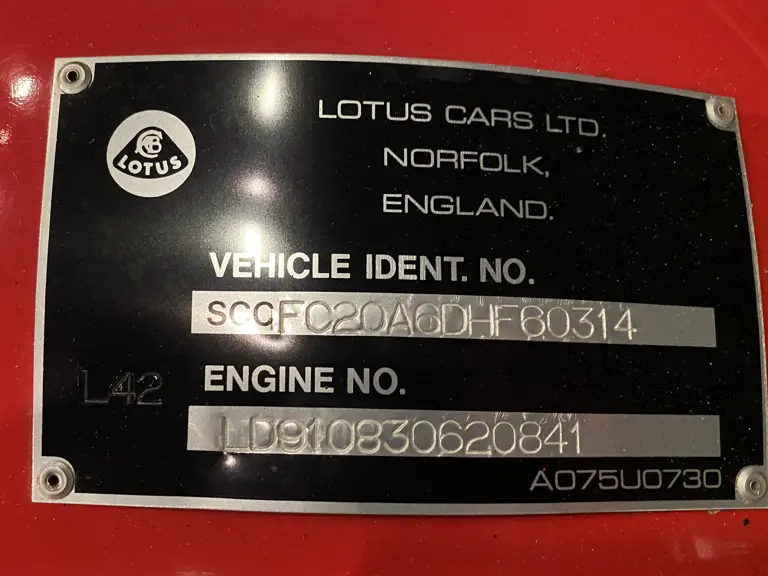 LOTUS
LOTUS CARS LTD.
NORFOLK,
ENGLAND.
VEHICLE IDENT. NO.
SCCFC20A6DHF60314
L42
ENGINE NO.
LD910830620841
A075U0730